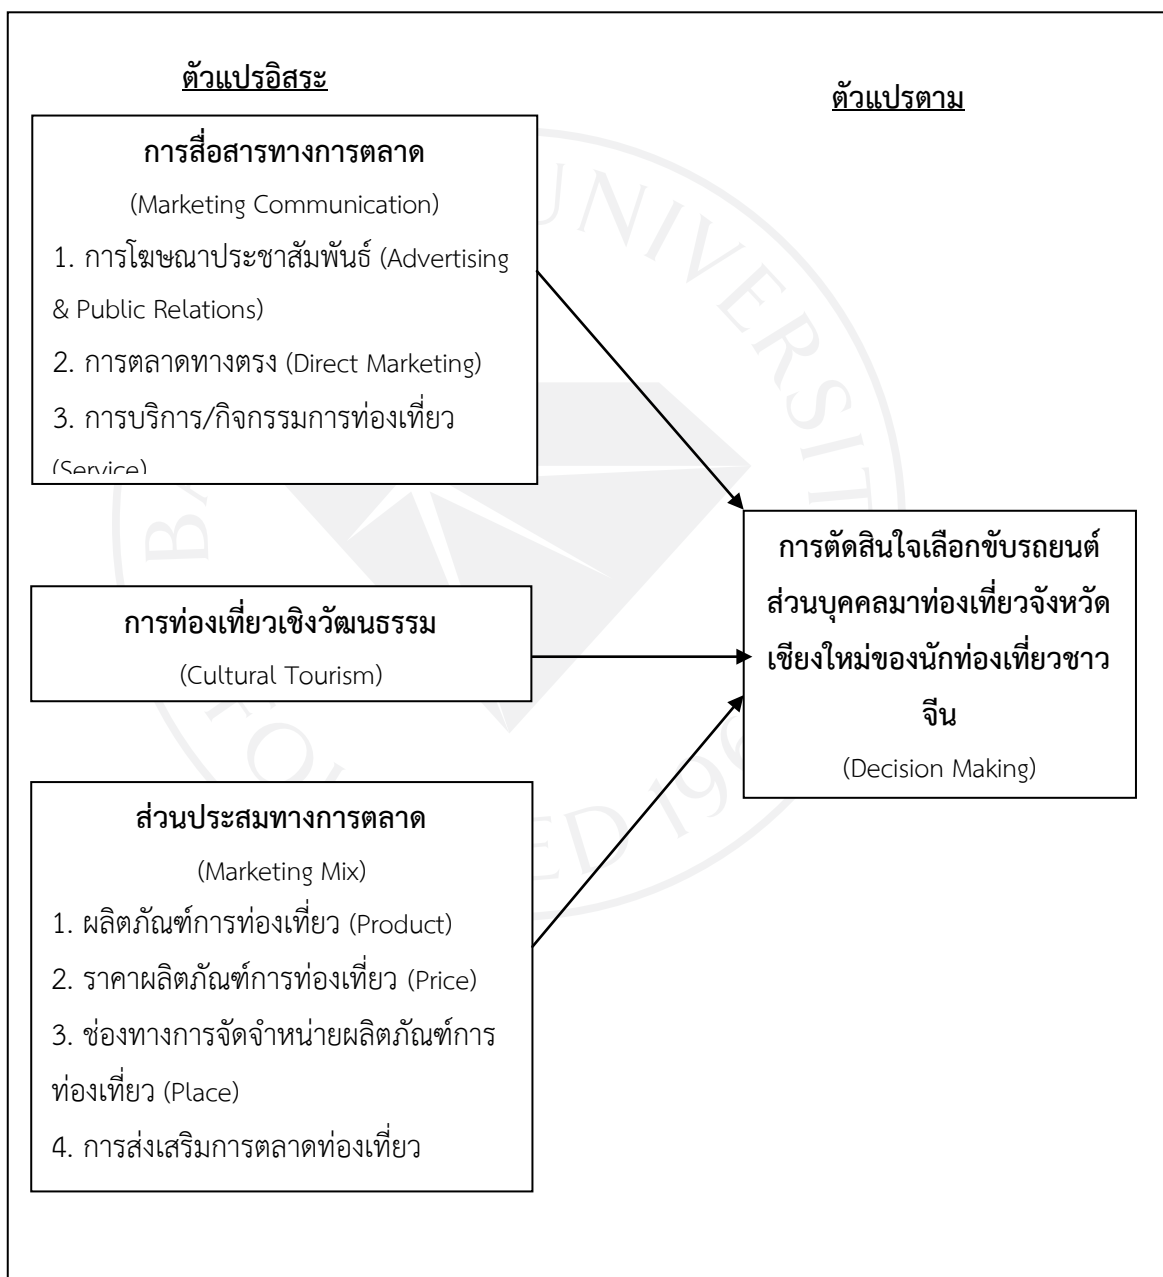 ตัวแปรอิสระ
ตัวแปรตาม
การสื่อสารทางการตลาด
(Marketing Communication)
1. การโฆษณาประชาสัมพันธ์ (Advertising
& Public Relations)
2. การตลาดทางตรง (Direct Marketing)
3. การบริการ/กิจกรรมการท่องเที่ยว
(Service)
การท่องเที่ยวเชิงวัฒนธรรม
(Cultural Tourism)
ส่วนประสมทางการตลาด
(Marketing Mix)
1. ผลิตภัณฑ์การท่องเที่ยว (Product)
2. ราคาผลิตภัณฑ์การท่องเที่ยว (Price)
3. ช่องทางการจัดจำหน่ายผลิตภัณฑ์การ
ท่องเที่ยว (Place)
4. การส่งเสริมการตลาดท่องเที่ยว
การตัดสินใจเลือกขับรถยนต์
ส่วนบุคคลมาท่องเที่ยวจังหวัด
เชียงใหม่ของนักท่องเที่ยวชาว
จีน
(Decision Making)